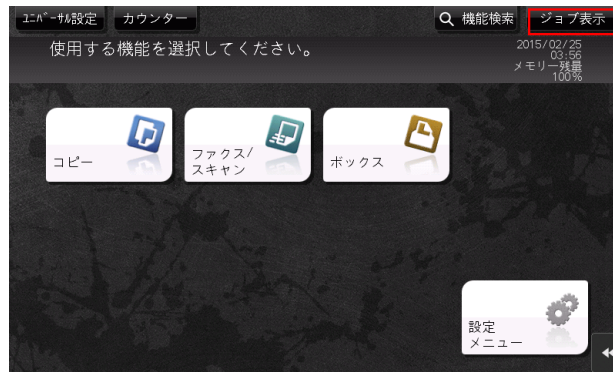 ﾕﾆﾊﾞｰｻﾙ設定
カウンター
機能検索
ジョブ表示
使用する機能を選択してください。
2015/02/25
03:56
メモリー残量
100%
コピー
ファクス/
スキャン
ボックス
設定
メニュー